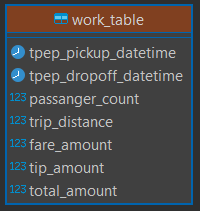 work_table
tpep_pickup_datetime
tpep_dropoff_datetime
123 passanger_count
123 trip_distance
123 fare_amount
123 tip_amount
123 total_amount